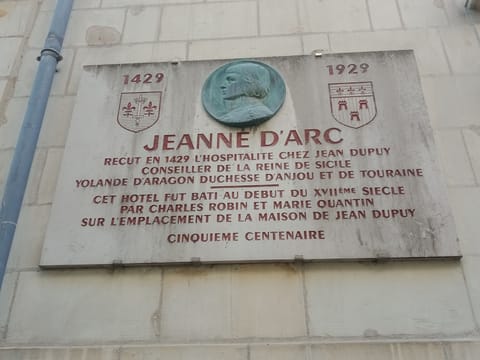 1429 1929
JEANNE D'ARC
RECUT EN 1429 L'HOSPITALITE CHEZ JEAN DUPUY
CONSEILLER DE LA REINE DE SICILE
YOLANDE D'ARAGON DUCHESSE D'ANJOU ET DE TOURAINE
CET HOTEL FUT BATI AU DEBUT DU XVIIÈME SIECLE
PAR CHARLES ROBIN ET MARIE QUANTIN
SUR L'EMPLACEMENT DE LA MAISON DE JEAN DUPUY
CINQUIEME CENTENAIRE